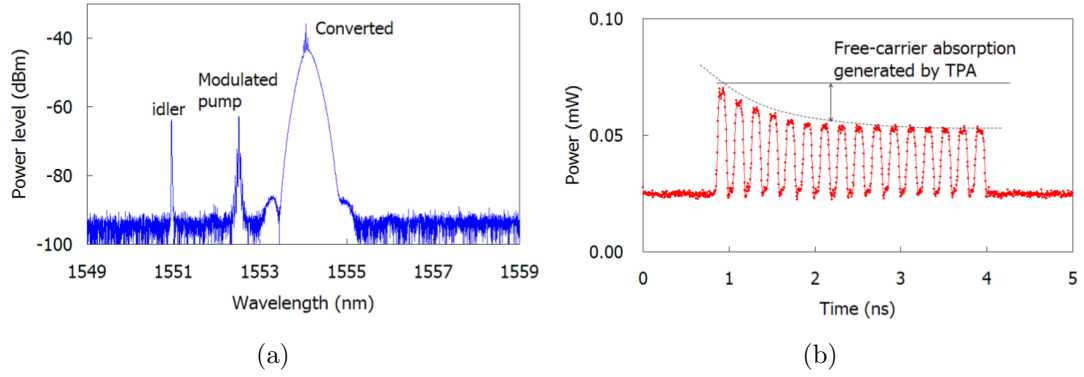 Converted
-40
Modulated
pump
idler
-60
-80
-100
Power level (dBm)
1549
1551
1553
1555
1557
1559
Wavelength (nm)
(a)
0.10
Free-carrier absorption
generated by TPA
0.05
0.00
Power (mW)
0
1
2
3
4
5
Time (ns)
(b)